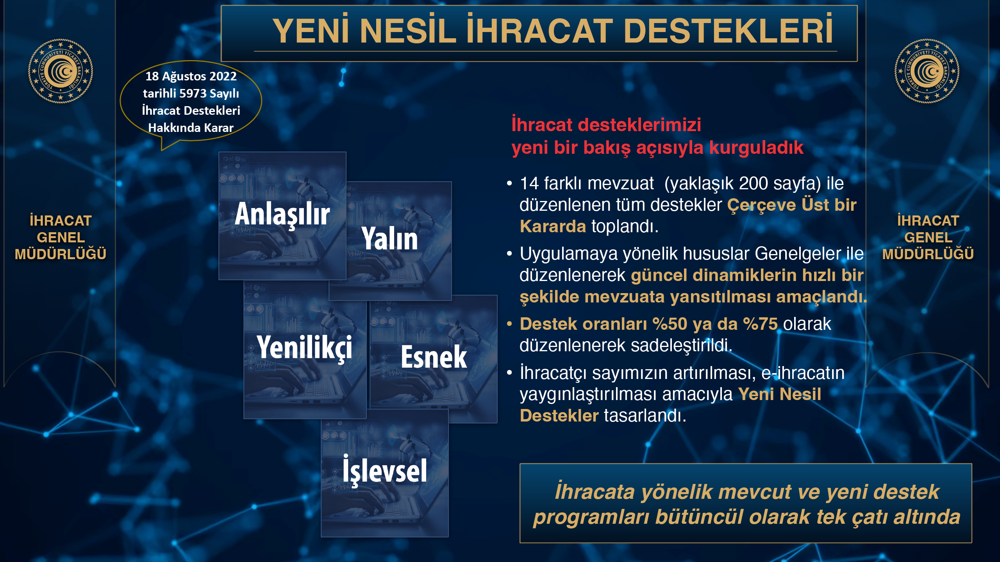 YENİ NESİL İHRACAT DESTEKLERİ
TÜRKİYE CUMHURİYETİ TİCARET BAKANLIĞI
TÜRKİYE CUMHURİYETİ TİCARET BAKANLIĞI
18 Ağustos 2022
tarihli 5973 Sayılı
İhracat Destekleri
Hakkında Karar
İHRACAT
GENEL
MÜDÜRLÜĞÜ
Anlaşılır
Yalın
Yenilikçi
Esnek
İşlevsel
İhracat desteklerimizi
yeni bir bakış açısıyla kurguladık
• 14 farklı mevzuat (yaklaşık 200 sayfa) ile
düzenlenen tüm destekler Çerçeve Üst bir
Kararda toplandı.
• Uygulamaya yönelik hususlar Genelgeler ile
düzenlenerek güncel dinamiklerin hızlı bir
şekilde mevzuata yansıtılması amaçlandı.
• Destek oranları %50 ya da %75 olarak
düzenlenerek sadeleştirildi.
• İhracatçı sayımızın artırılması, e-ihracatın
yaygınlaştırılması amacıyla Yeni Nesil
Destekler tasarlandı.
İHRACAT
GENEL
MÜDÜRLÜĞÜ
İhracata yönelik mevcut ve yeni destek
programları bütüncül olarak tek çatı altında